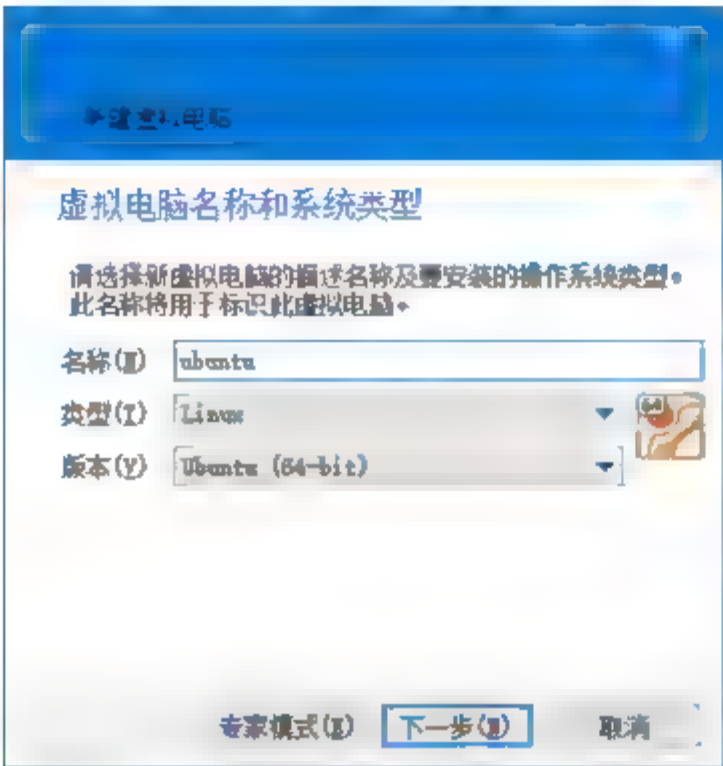 新建虚拟电脑
虚拟电脑名称和系统类型
请选择新虚拟电脑的描述名称及要安装的操作系统类型。
此名称将用于标识此虚拟电脑。
名称(N) ubuntu
类型(T) Linux
64
版本(V) Ubuntu (64-bit)
专家模式(E) 下一步(N) 取消